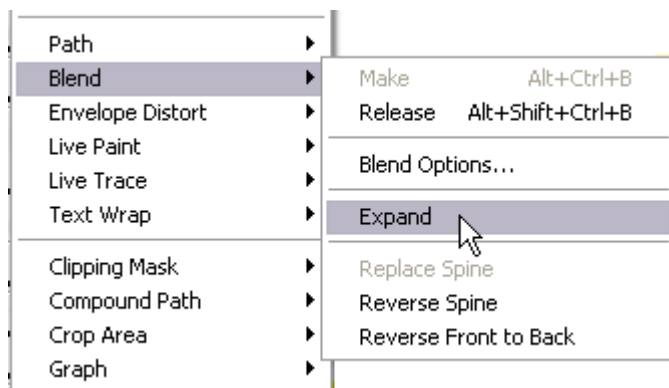 Path
Blend
Envelope Distort
Live Paint
Live Trace
Text Wrap
Clipping Mask
Compound Path
Crop Area
Graph
Make Alt+Ctrl+B
Release Alt+Shift+Ctrl+B
Blend Options...
Expand
Replace Spine
Reverse Spine
Reverse Front to Back